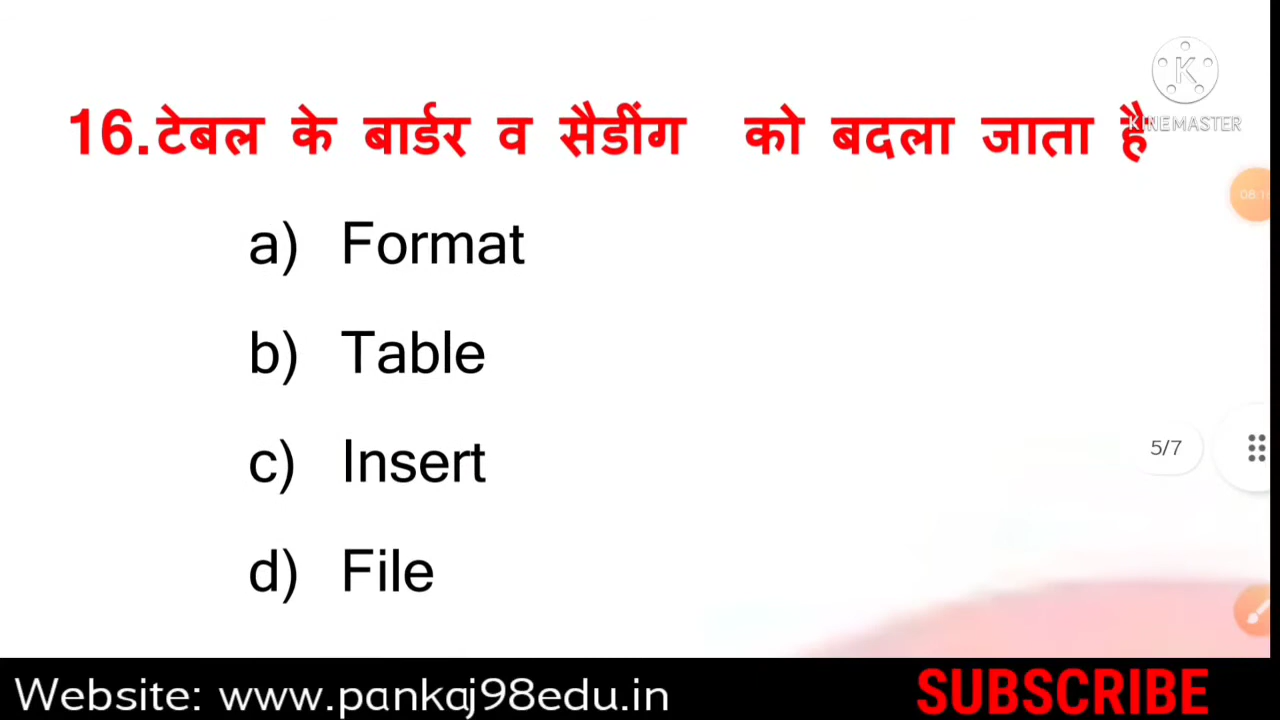 K
KINEMASTER
16.टेबल के बार्डर व सैडींग को बदला जाता है
a) Format
b) Table
5/7
c) Insert
d) File
Website: www.pankaj98edu.in
SUBSCRIBE